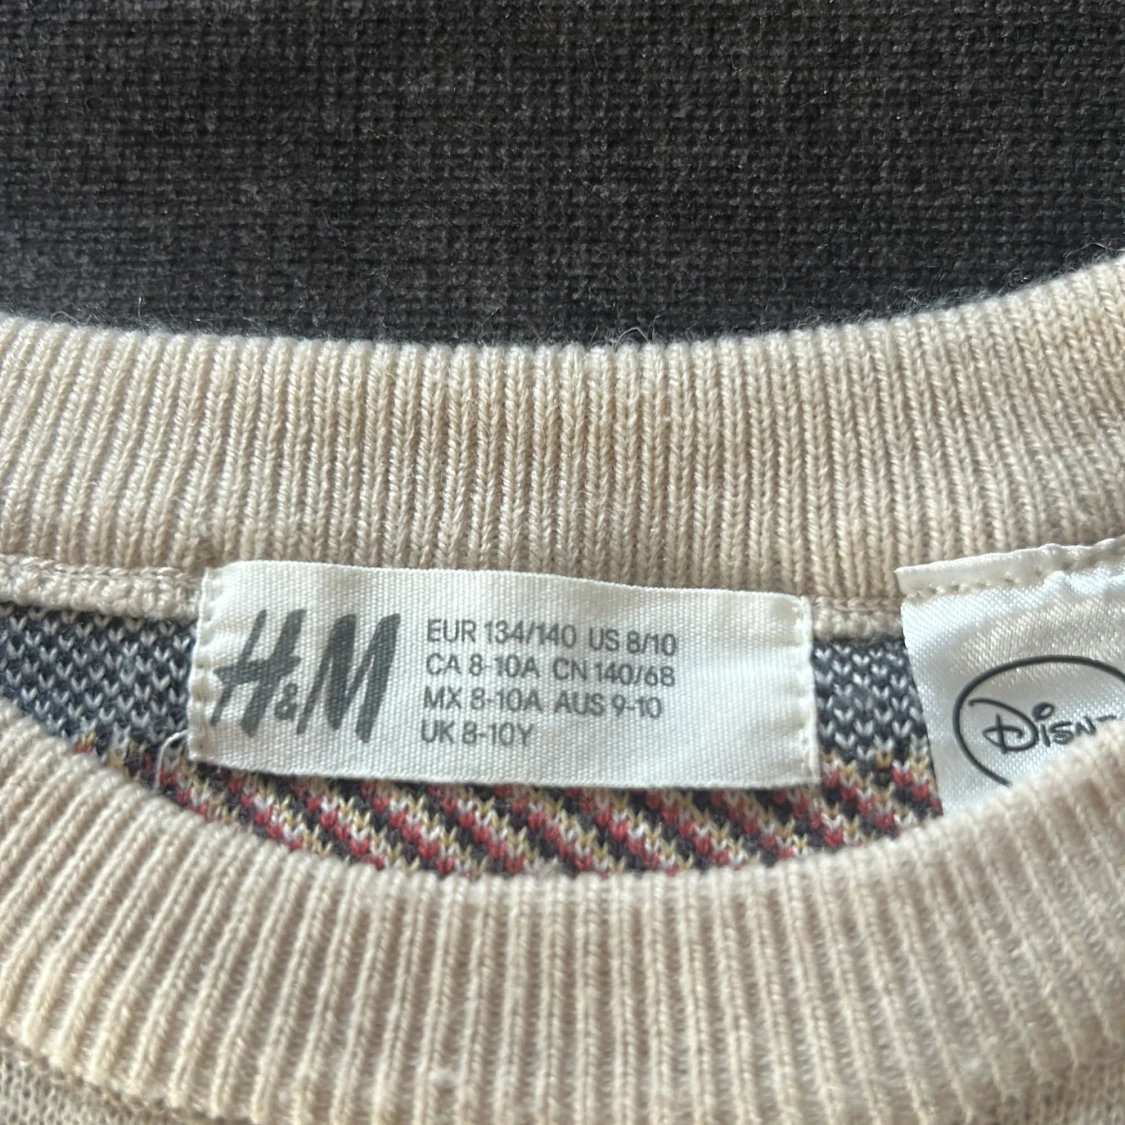 H&M
EUR 134/140 US 8/10
CA 8-10A CN 140/68
MX 8-10A AUS 9-10
UK 8-10Y